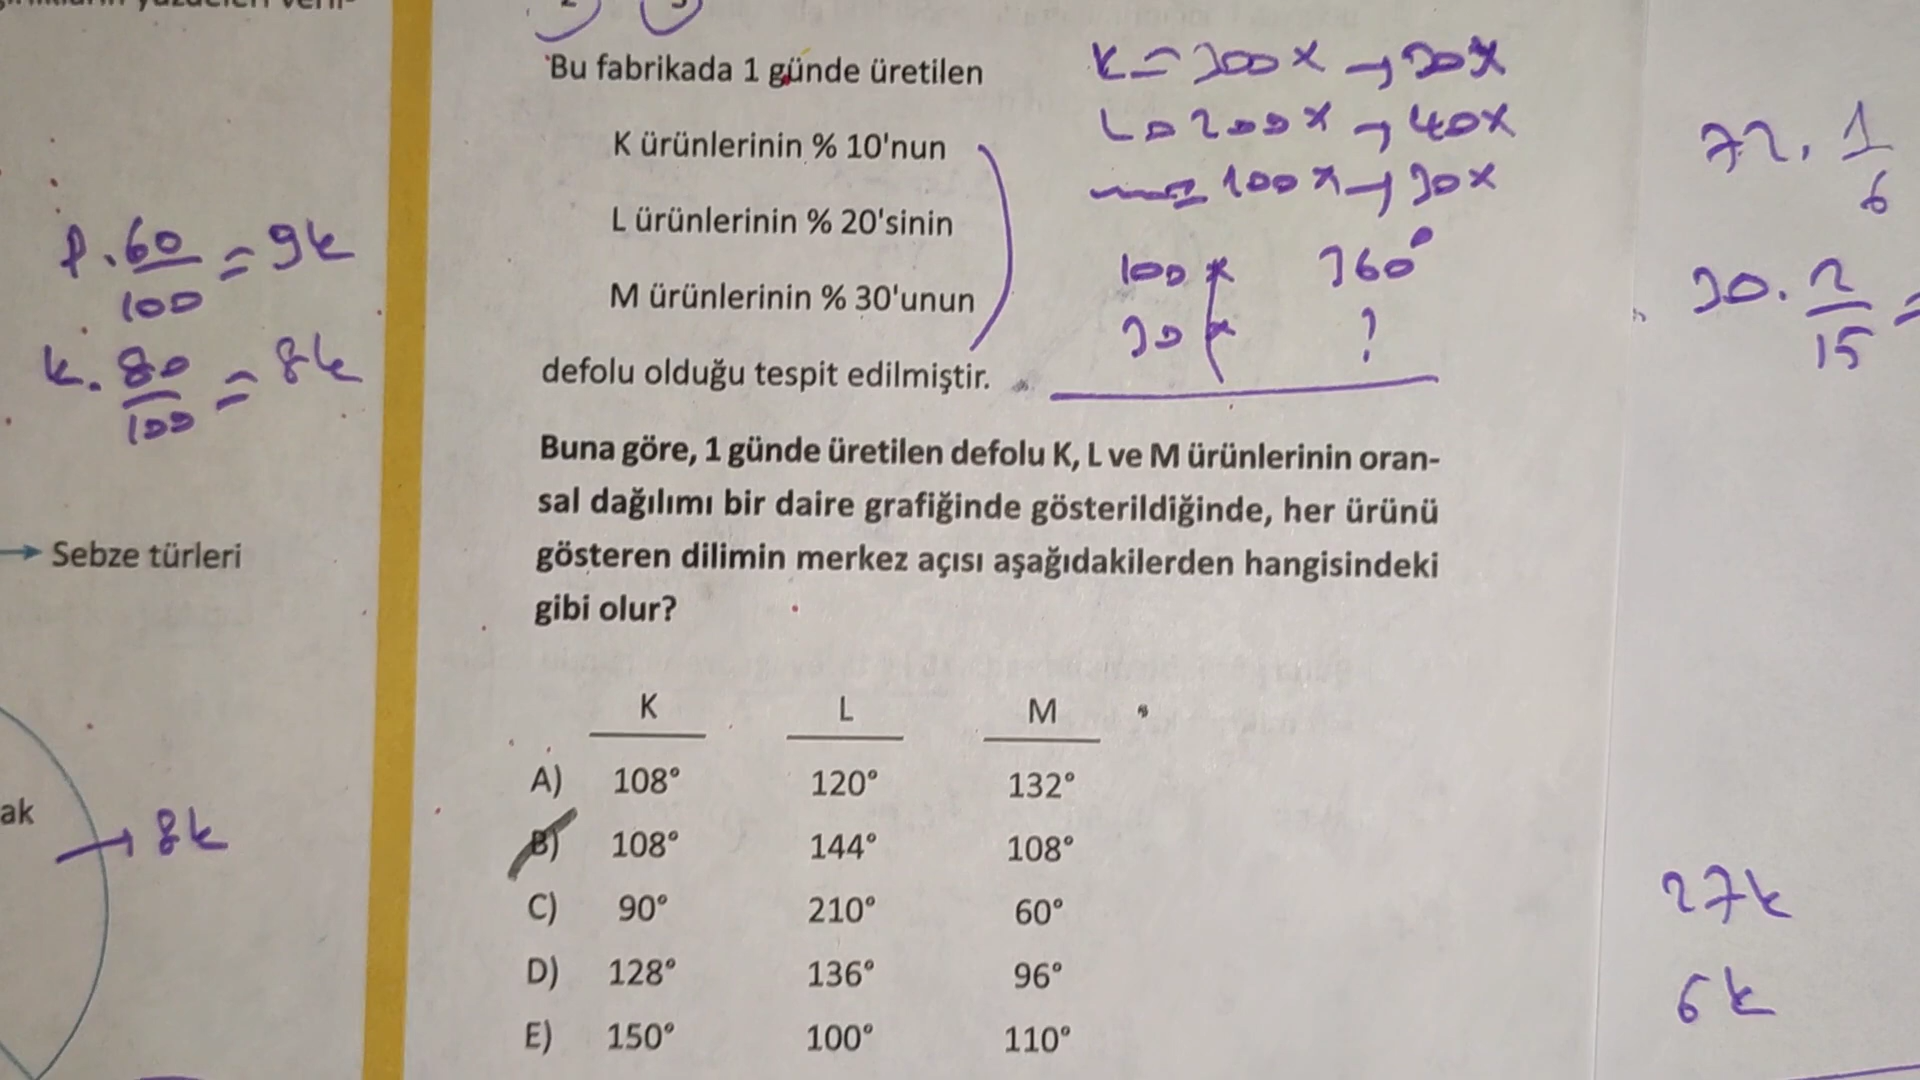 Bu fabrikada 1 günde üretilen
K ürünlerinin % 10'nun
L ürünlerinin % 20'sinin
M ürünlerinin % 30'unun
defolu olduğu tespit edilmiştir.
K = 300x → 30x
L 200x → 40x
100x → 30x
100x 360°
30x ?
Buna göre, 1 günde üretilen defolu K, L ve M ürünlerinin oran-
sal dağılımı bir daire grafiğinde gösterildiğinde, her ürünü
gösteren dilimin merkez açısı aşağıdakilerden hangisindeki
gibi olur?
K L M
A) 108° 120° 132°
B) 108° 144° 108°
C) 90° 210° 60°
D) 128° 136° 96°
E) 150° 100° 110°
60/100 = 9k
k. 80/100 = 8k
Sebze türleri
ak
→ 8k
72. 1/6
30. 2/15 =
27k
6k